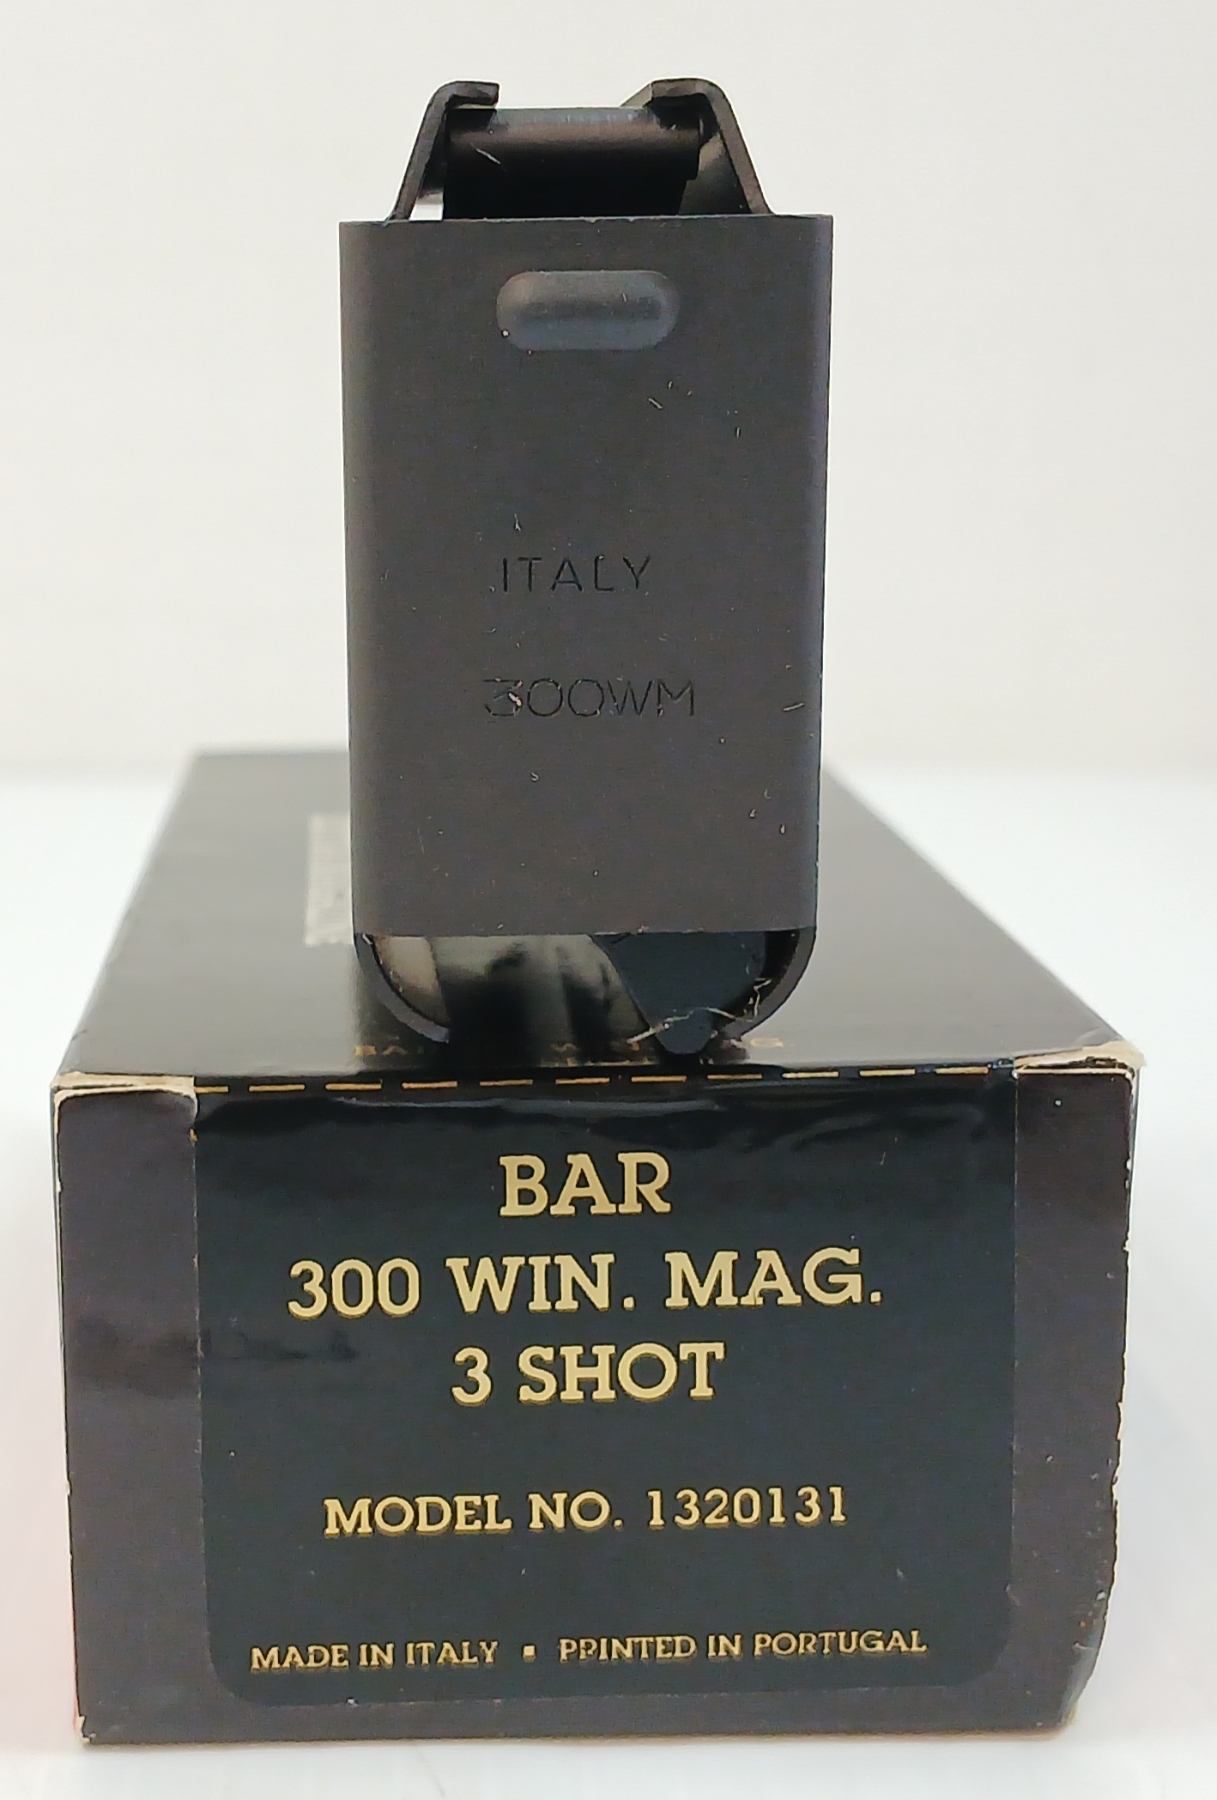 ITALY
300WM
BAR
300 WIN. MAG.
3 SHOT
MODEL NO. 1320131
MADE IN ITALY ▪ PRINTED IN PORTUGAL